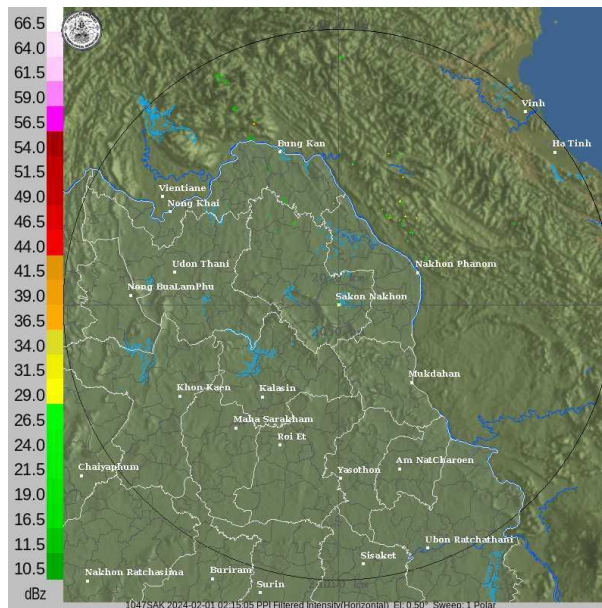 66.5
64.0
61.5
59.0
56.5
54.0
51.5
49.0
46.5
44.0
41.5
39.0
36.5
34.0
31.5
29.0
26.5
24.0
21.5
19.0
16.5
11.5
10.5
dBz
Vinh
Ha Tinh
Bung Kan
Vientiane
Nong Khai
Udon Thani
Nakhon Phanom
Nong BuaLamPhu
Sakon Nakhon
Mukdahan
Khon Kaen
Kalasin
Maha Sarakham
Roi Et
Chaiyaphum
Am NatCharoen
Yasothon
Ubon Ratchathani
Sisaket
Nakhon Ratchasima
Buriram
Surin
1047SAK 2024-02-01 02:15:05 PPI Filtered Intensity(Horizontal) El: 0.50° Sweep: 1 Polar